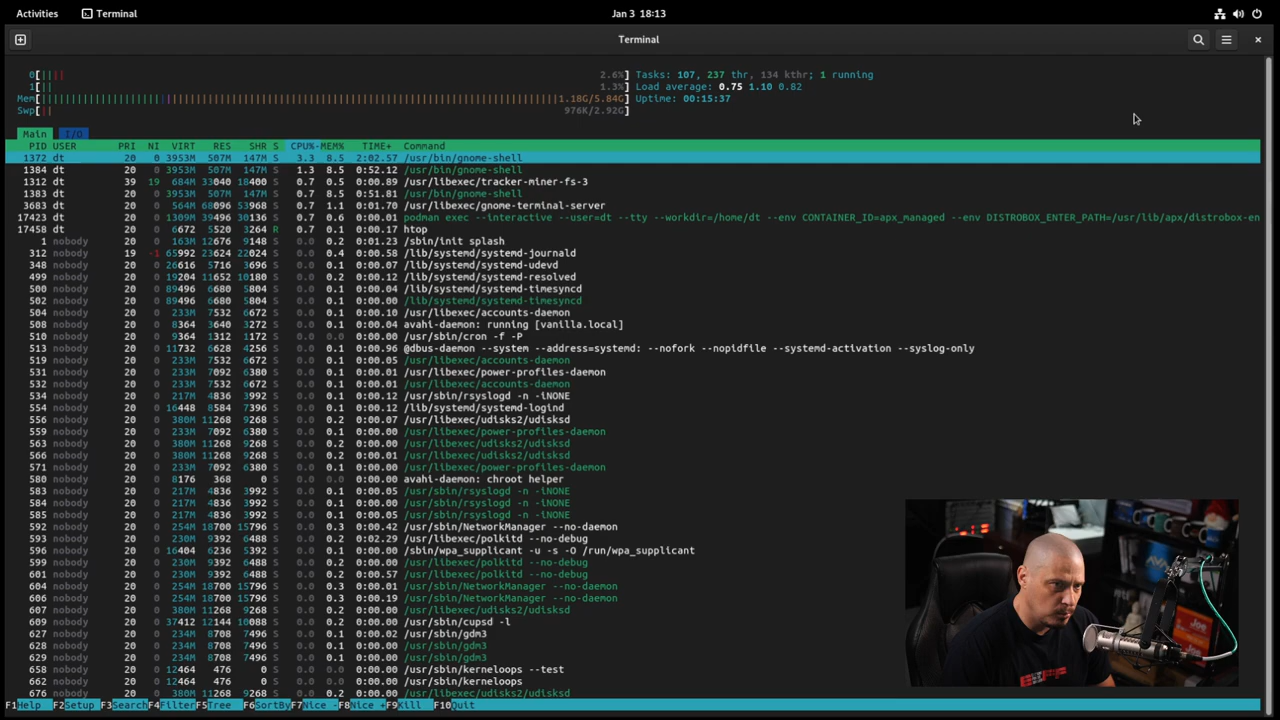 Activities Terminal Jan 3 18:13
Terminal
0[|||| 2.6%] Tasks: 107, 237 thr, 134 kthr; 1 running
1[|| 1.3%] Load average: 0.75 1.10 0.82
Mem[ 1.18G/5.84G] Uptime: 00:15:37
Swp[|| 976K/2.92G]
Main I/O
PID USER PRI NI VIRT RES SHR S CPU%-MEM% TIME+ Command
1372 dt 20 0 3953M 507M 147M S 3.3 8.5 2:02.57 /usr/bin/gnome-shell
1384 dt 20 0 3953M 507M 147M S 1.3 8.5 0:52.12 /usr/bin/gnome-shell
1312 dt 39 19 684M 33040 18400 S 0.7 0.5 0:00.89 /usr/libexec/tracker-miner-fs-3
1383 dt 20 0 3953M 507M 147M S 0.7 8.5 0:51.81 /usr/bin/gnome-shell
3683 dt 20 0 564M 68096 53968 S 0.7 1.1 0:01.70 /usr/libexec/gnome-terminal-server
17423 dt 20 0 1309M 39496 30136 S 0.7 0.6 0:00.01 podman exec --interactive --user=dt --tty --workdir=/home/dt --env CONTAINER_ID=apx_managed --env DISTROBOX_ENTER_PATH=/usr/lib/apx/distrobox-en
17458 dt 20 0 6672 5520 3264 R 0.7 0.1 0:00.17 htop
1 nobody 20 0 163M 12676 9148 S 0.0 0.2 0:01.23 /sbin/init splash
312 nobody 19 -1 65992 23624 22024 S 0.0 0.4 0:00.58 /lib/systemd/systemd-journald
348 nobody 20 0 26616 5716 3696 S 0.0 0.1 0:00.07 /lib/systemd/systemd-udevd
499 nobody 20 0 19204 11652 10180 S 0.0 0.2 0:00.12 /lib/systemd/systemd-resolved
500 nobody 20 0 89496 6680 5804 S 0.0 0.1 0:00.04 /lib/systemd/systemd-timesyncd
502 nobody 20 0 89496 6680 5804 S 0.0 0.1 0:00.00 /lib/systemd/systemd-timesyncd
504 nobody 20 0 233M 7532 6672 S 0.0 0.1 0:00.10 /usr/libexec/accounts-daemon
508 nobody 20 0 8364 3640 3272 S 0.0 0.1 0:00.04 avahi-daemon: running [vanilla.local]
510 nobody 20 0 9364 1312 1172 S 0.0 0.0 0:00.00 /usr/sbin/cron -f -P
513 nobody 20 0 11732 6628 4256 S 0.0 0.1 0:00.96 @dbus-daemon --system --address=systemd: --nofork --nopidfile --systemd-activation --syslog-only
519 nobody 20 0 233M 7532 6672 S 0.0 0.1 0:00.05 /usr/libexec/accounts-daemon
531 nobody 20 0 233M 7092 6380 S 0.0 0.1 0:00.01 /usr/libexec/power-profiles-daemon
532 nobody 20 0 233M 7532 6672 S 0.0 0.1 0:00.01 /usr/libexec/accounts-daemon
534 nobody 20 0 217M 4836 3992 S 0.0 0.1 0:00.12 /usr/sbin/rsyslogd -n -iNONE
554 nobody 20 0 16448 8584 7396 S 0.0 0.1 0:00.12 /lib/systemd/systemd-logind
556 nobody 20 0 380M 11268 9268 S 0.0 0.2 0:00.07 /usr/libexec/udisks2/udisksd
559 nobody 20 0 233M 7092 6380 S 0.0 0.1 0:00.00 /usr/libexec/power-profiles-daemon
563 nobody 20 0 380M 11268 9268 S 0.0 0.2 0:00.00 /usr/libexec/udisks2/udisksd
566 nobody 20 0 380M 11268 9268 S 0.0 0.2 0:00.01 /usr/libexec/udisks2/udisksd
571 nobody 20 0 233M 7092 6380 S 0.0 0.1 0:00.00 /usr/libexec/power-profiles-daemon
580 nobody 20 0 8176 368 0 S 0.0 0.0 0:00.00 avahi-daemon: chroot helper
583 nobody 20 0 217M 4836 3992 S 0.0 0.1 0:00.05 /usr/sbin/rsyslogd -n -iNONE
584 nobody 20 0 217M 4836 3992 S 0.0 0.1 0:00.00 /usr/sbin/rsyslogd -n -iNONE
585 nobody 20 0 217M 4836 3992 S 0.0 0.1 0:00.05 /usr/sbin/rsyslogd -n -iNONE
592 nobody 20 0 254M 18700 15796 S 0.0 0.3 0:00.42 /usr/sbin/NetworkManager --no-daemon
593 nobody 20 0 230M 9392 6488 S 0.0 0.2 0:02.29 /usr/libexec/polkitd --no-debug
596 nobody 20 0 16404 6236 5392 S 0.0 0.1 0:00.00 /sbin/wpa_supplicant -u -s -O /run/wpa_supplicant
599 nobody 20 0 230M 9392 6488 S 0.0 0.2 0:00.00 /usr/libexec/polkitd --no-debug
601 nobody 20 0 230M 9392 6488 S 0.0 0.2 0:00.57 /usr/libexec/polkitd --no-debug
604 nobody 20 0 254M 18700 15796 S 0.0 0.3 0:00.01 /usr/sbin/NetworkManager --no-daemon
606 nobody 20 0 254M 18700 15796 S 0.0 0.3 0:00.19 /usr/sbin/NetworkManager --no-daemon
607 nobody 20 0 380M 11268 9268 S 0.0 0.2 0:00.00 /usr/libexec/udisks2/udisksd
609 nobody 20 0 37412 12144 10088 S 0.0 0.2 0:00.00 /usr/sbin/cupsd -l
627 nobody 20 0 234M 8708 7496 S 0.0 0.1 0:00.02 /usr/sbin/gdm3
628 nobody 20 0 234M 8708 7496 S 0.0 0.1 0:00.00 /usr/sbin/gdm3
629 nobody 20 0 234M 8708 7496 S 0.0 0.1 0:00.00 /usr/sbin/gdm3
658 nobody 20 0 12464 476 0 S 0.0 0.0 0:00.00 /usr/sbin/kerneloops --test
662 nobody 20 0 12464 476 0 S 0.0 0.0 0:00.00 /usr/sbin/kerneloops
676 nobody 20 0 380M 11268 9268 S 0.0 0.2 0:00.00 /usr/libexec/udisks2/udisksd
F1Help F2Setup F3Search F4Filter F5Tree F6SortBy F7Nice - F8Nice + F9Kill F10Quit